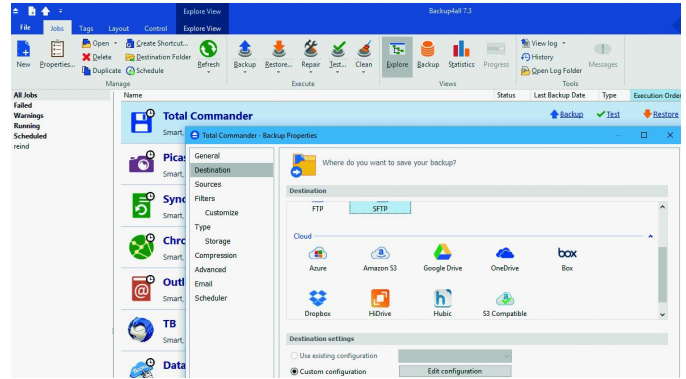 Explore View
Backup4all 7.3
File Jobs Tags Layout Control Explore View
New Properties... Open Delete Duplicate Create Shortcut... Destination Folder Schedule Refresh Backup Restore... Repair Test... Clean Explore Backup Statistics Progress View log History Open Log Folder Messages
Manage Execute Views Tools
All Jobs Name Status Last Backup Date Type Execution Order
Failed
Warnings
Running
Scheduled
reind
Total Commander
Smart, Backup Test Restore
Total Commander - Backup Properties
Picas
Smart,
Sync
Smart,
Chro
Smart,
Outl
Smart,
TB
Smart,
Data
General
Destination
Sources
Filters
Customize
Type
Storage
Compression
Advanced
Email
Scheduler
Where do you want to save your backup?
Destination
FTP SFTP
Cloud
Azure Amazon S3 Google Drive OneDrive box Box
Dropbox HiDrive Hubic S3 Compatible
Destination settings
Use existing configuration
Custom configuration Edit configuration